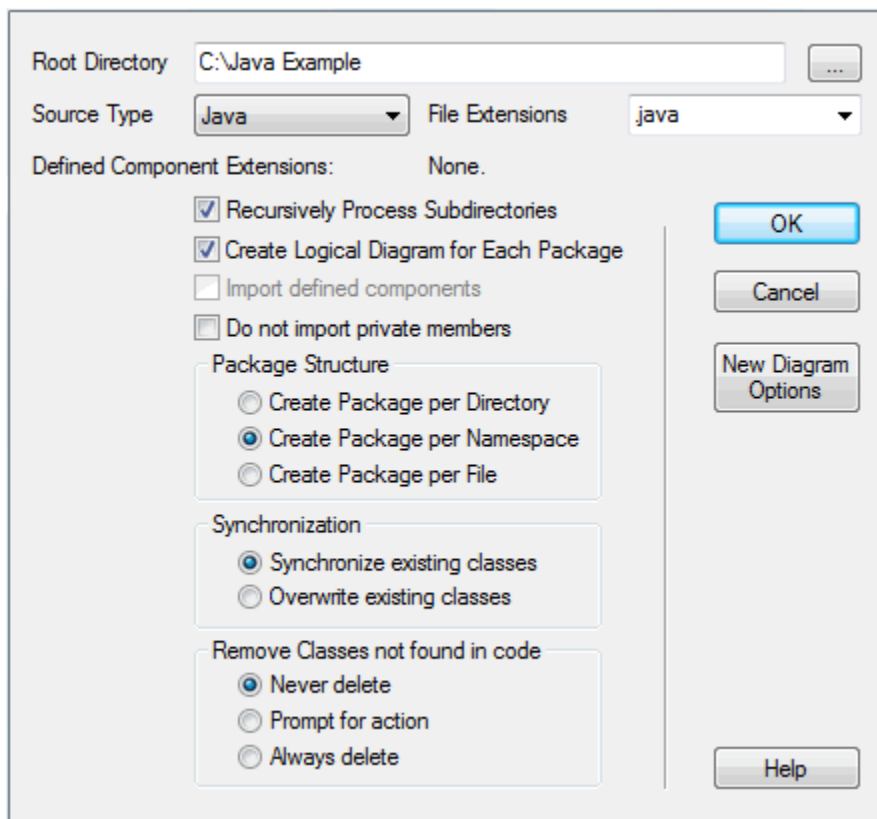 Root Directory C:\Java Example ...
Source Type Java File Extensions .java
Defined Component Extensions: None.
Recursively Process Subdirectories
OK
Create Logical Diagram for Each Package
Import defined components
Cancel
Do not import private members
New Diagram
Options
Package Structure
Create Package per Directory
Create Package per Namespace
Create Package per File
Synchronization
Synchronize existing classes
Overwrite existing classes
Remove Classes not found in code
Never delete
Prompt for action
Always delete
Help